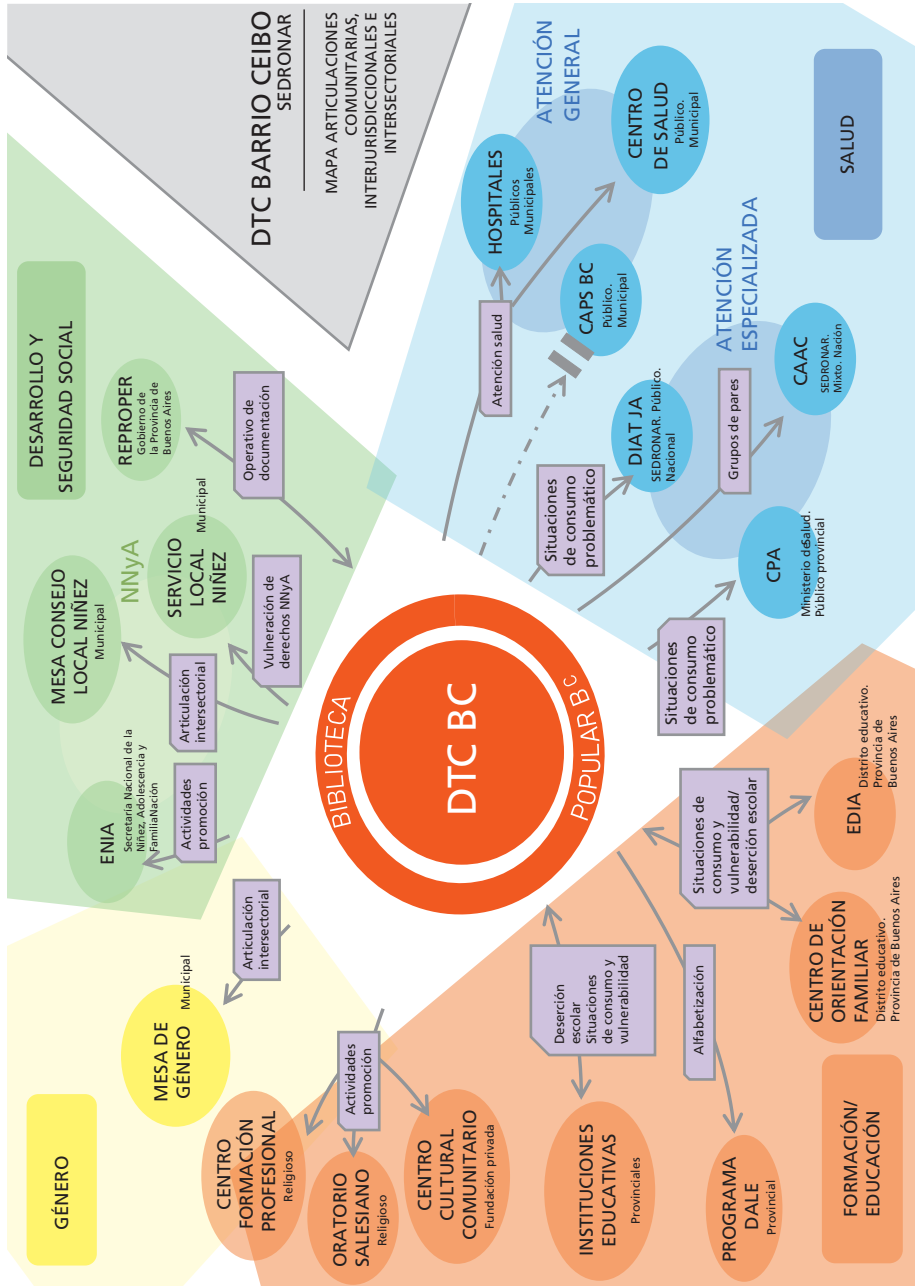 DTC BARRIO CEIBO
SEDRONAR
MAPA ARTICULACIONES
COMUNITARIAS,
INTERJURISDICCIONALES E
INTERSECTORIALES
GÉNERO
MESA DE
GÉNERO
Municipal
Articulación
intersectorial
DESARROLLO Y
SEGURIDAD SOCIAL
ENIA
Secretaría Nacional de la
Niñez, Adolescencia y
FamiliaNación
Actividades
promoción
MESA CONSEJO
LOCAL NIÑEZ
Municipal
Articulación
intersectorial
NNyA
SERVICIO
LOCAL
NIÑEZ
Municipal
Vulneración de
derechos NNyA
REPROPER
Gobierno de
la Provincia de
Buenos Aires
Operativo de
documentación
CENTRO
FORMACIÓN
PROFESIONAL
Religioso
ORATORIO
SALESIANO
Religioso
CENTRO
CULTURAL
COMUNITARIO
Fundación privada
Actividades
promoción
BIBLIOTECA
DTC BC
POPULAR BC
INSTITUCIONES
EDUCATIVAS
Provinciales
Deserción
escolar
Situaciones
de consumo y
vulnerabilidad
PROGRAMA
DALE
Provincial
Alfabetización
Situaciones de
consumo y
vulnerabilidad/
deserción escolar
CENTRO DE
ORIENTACIÓN
FAMILIAR
Distrito educativo.
Provincia de Buenos Aires
EDIA
Distrito educativo.
Provincia de
Buenos Aires
FORMACIÓN/
EDUCACIÓN
Atención salud
HOSPITALES
Públicos
Municipales
ATENCIÓN
GENERAL
CENTRO
DE SALUD
Público.
Municipal
CAPS BC
Público.
Municipal
Situaciones
de consumo
problemático
DIAT JA
SEDRONAR. Público.
Nacional
ATENCIÓN
ESPECIALIZADA
Grupos de pares
CAAC
SEDRONAR.
Mixto. Nación
Situaciones
de consumo
problemático
CPA
Ministerio deSalud.
Público provincial
SALUD